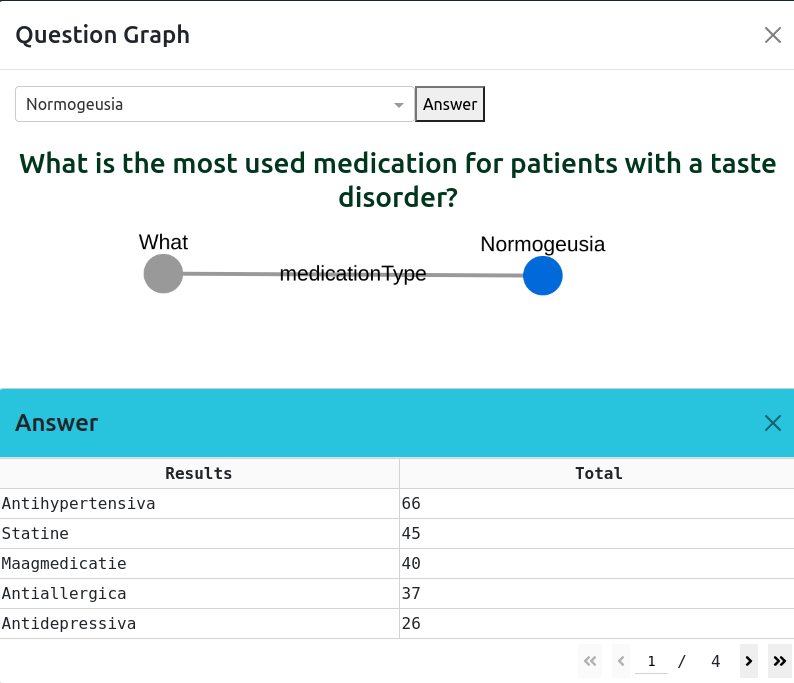 Question Graph
Normogeusia
Answer
What is the most used medication for patients with a taste
disorder?
What
Normogeusia
medicationType
Answer
Results Total
Antihypertensiva 66
Statine 45
Maagmedicatie 40
Antiallergica 37
Antidepressiva 26
« ‹ 1 / 4 › »